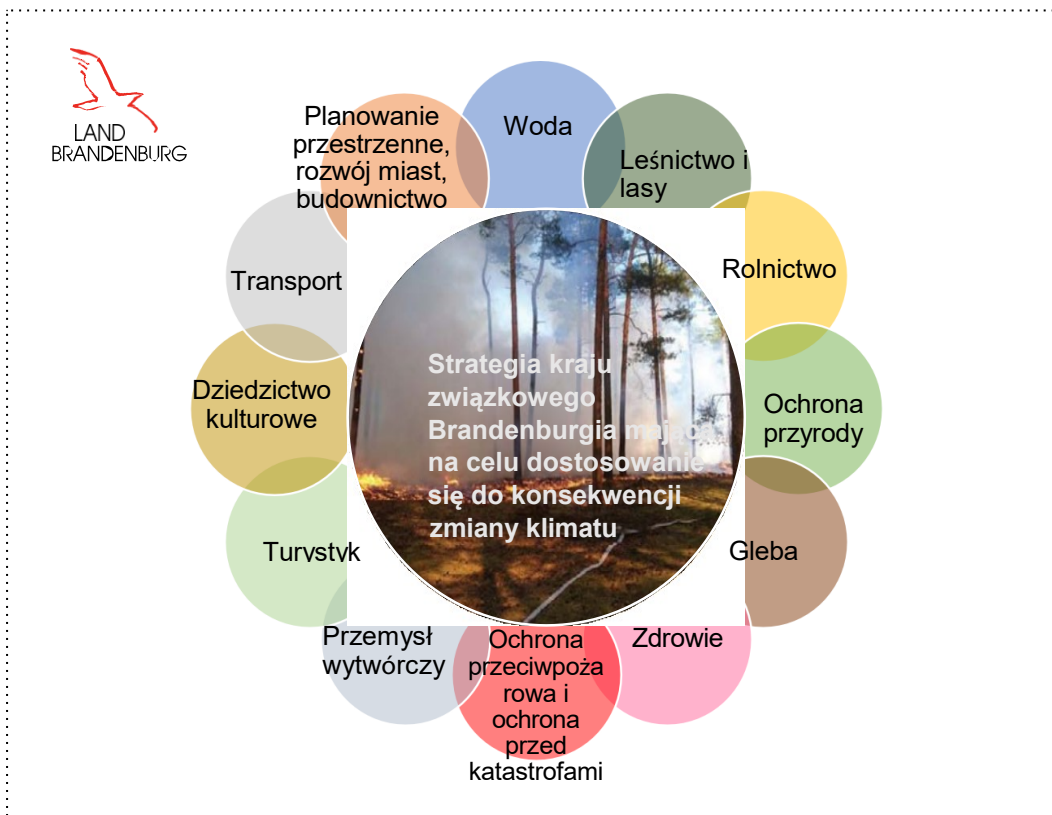 LAND
BRANDENBURG
Planowanie
przestrzenne,
rozwój miast,
budownictwo
Woda
Leśnictwo i
lasy
Rolnictwo
Ochrona
przyrody
Gleba
Zdrowie
Ochrona
przeciwpoża
rowa i
ochrona
przed
katastrofami
Przemysł
wytwórczy
Turystyk
Dziedzictwo
kulturowe
Transport
Strategia kraju
związkowego
Brandenburgia mająca
na celu dostosowanie
się do konsekwencji
zmiany klimatu